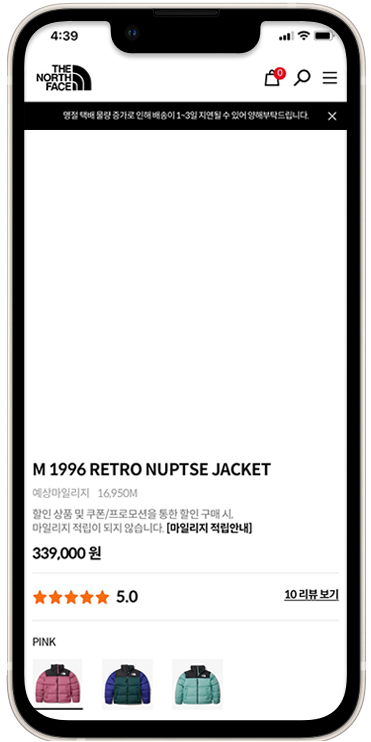 4:39
THE
NORTH
FACE
0
명절 택배 물량 증가로 인해 배송이 1~3일 지연될 수 있어 양해부탁드립니다.
M 1996 RETRO NUPTSE JACKET
예상마일리지 16,950M
할인 상품 및 쿠폰/프로모션을 통한 할인 구매 시,
마일리지 적립이 되지 않습니다. [마일리지 적립안내]
339,000 원
5.0 10 리뷰 보기
PINK